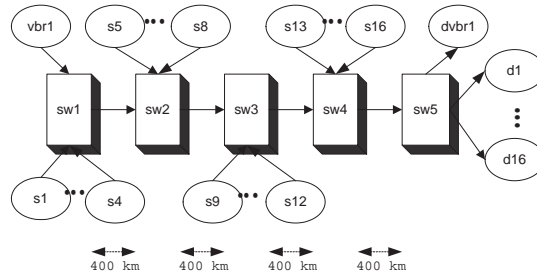 vbr1 s5 ••• s8 s13 ••• s16 dvbr1
d1
sw1 sw2 sw3 sw4 sw5
•••
d16
s1 ••• s4 s9 ••• s12
400 km 400 km 400 km 400 km